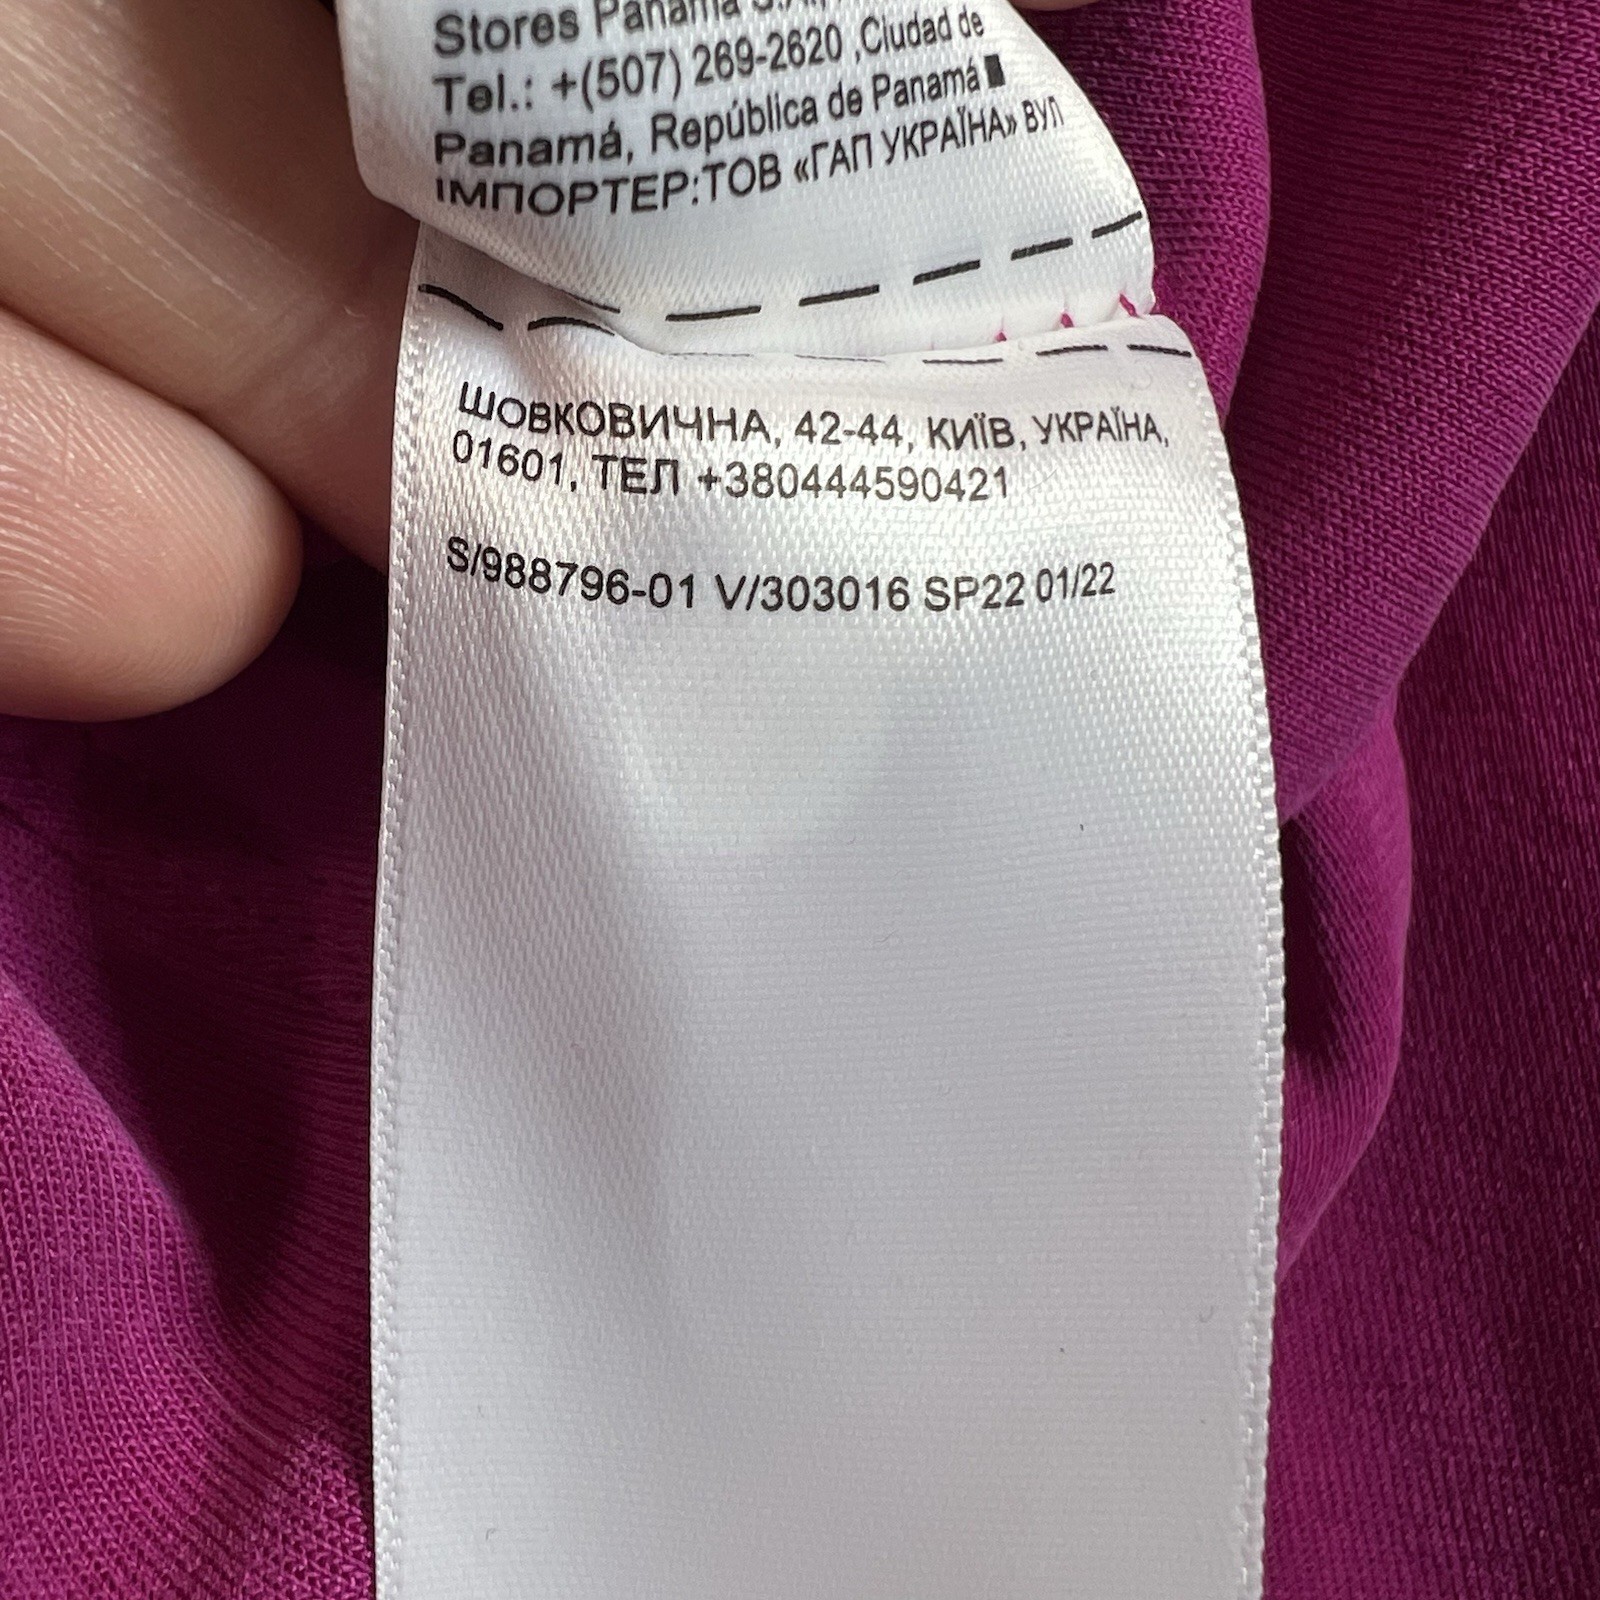 Stores Panamá S.A.
Tel.: +(507) 269-2620 ,Ciudad de
Panamá, República de Panamá
ІМПОРТЕР:ТОВ «ГАП УКРАЇНА» ВУЛ
ШОВКОВИЧНА, 42-44, КИЇВ, УКРАЇНА,
01601, ТЕЛ +380444590421
S/988796-01 V/303016 SP22 01/22